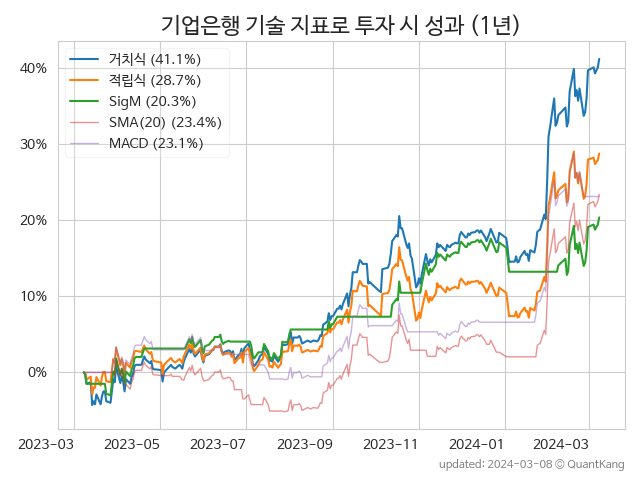 기업은행 기술 지표로 투자 시 성과 (1년)
거치식 (41.1%)
적립식 (28.7%)
SigM (20.3%)
SMA(20) (23.4%)
MACD (23.1%)
40%
30%
20%
10%
0%
2023-03 2023-05 2023-07 2023-09 2023-11 2024-01 2024-03
updated: 2024-03-08 © QuantKang